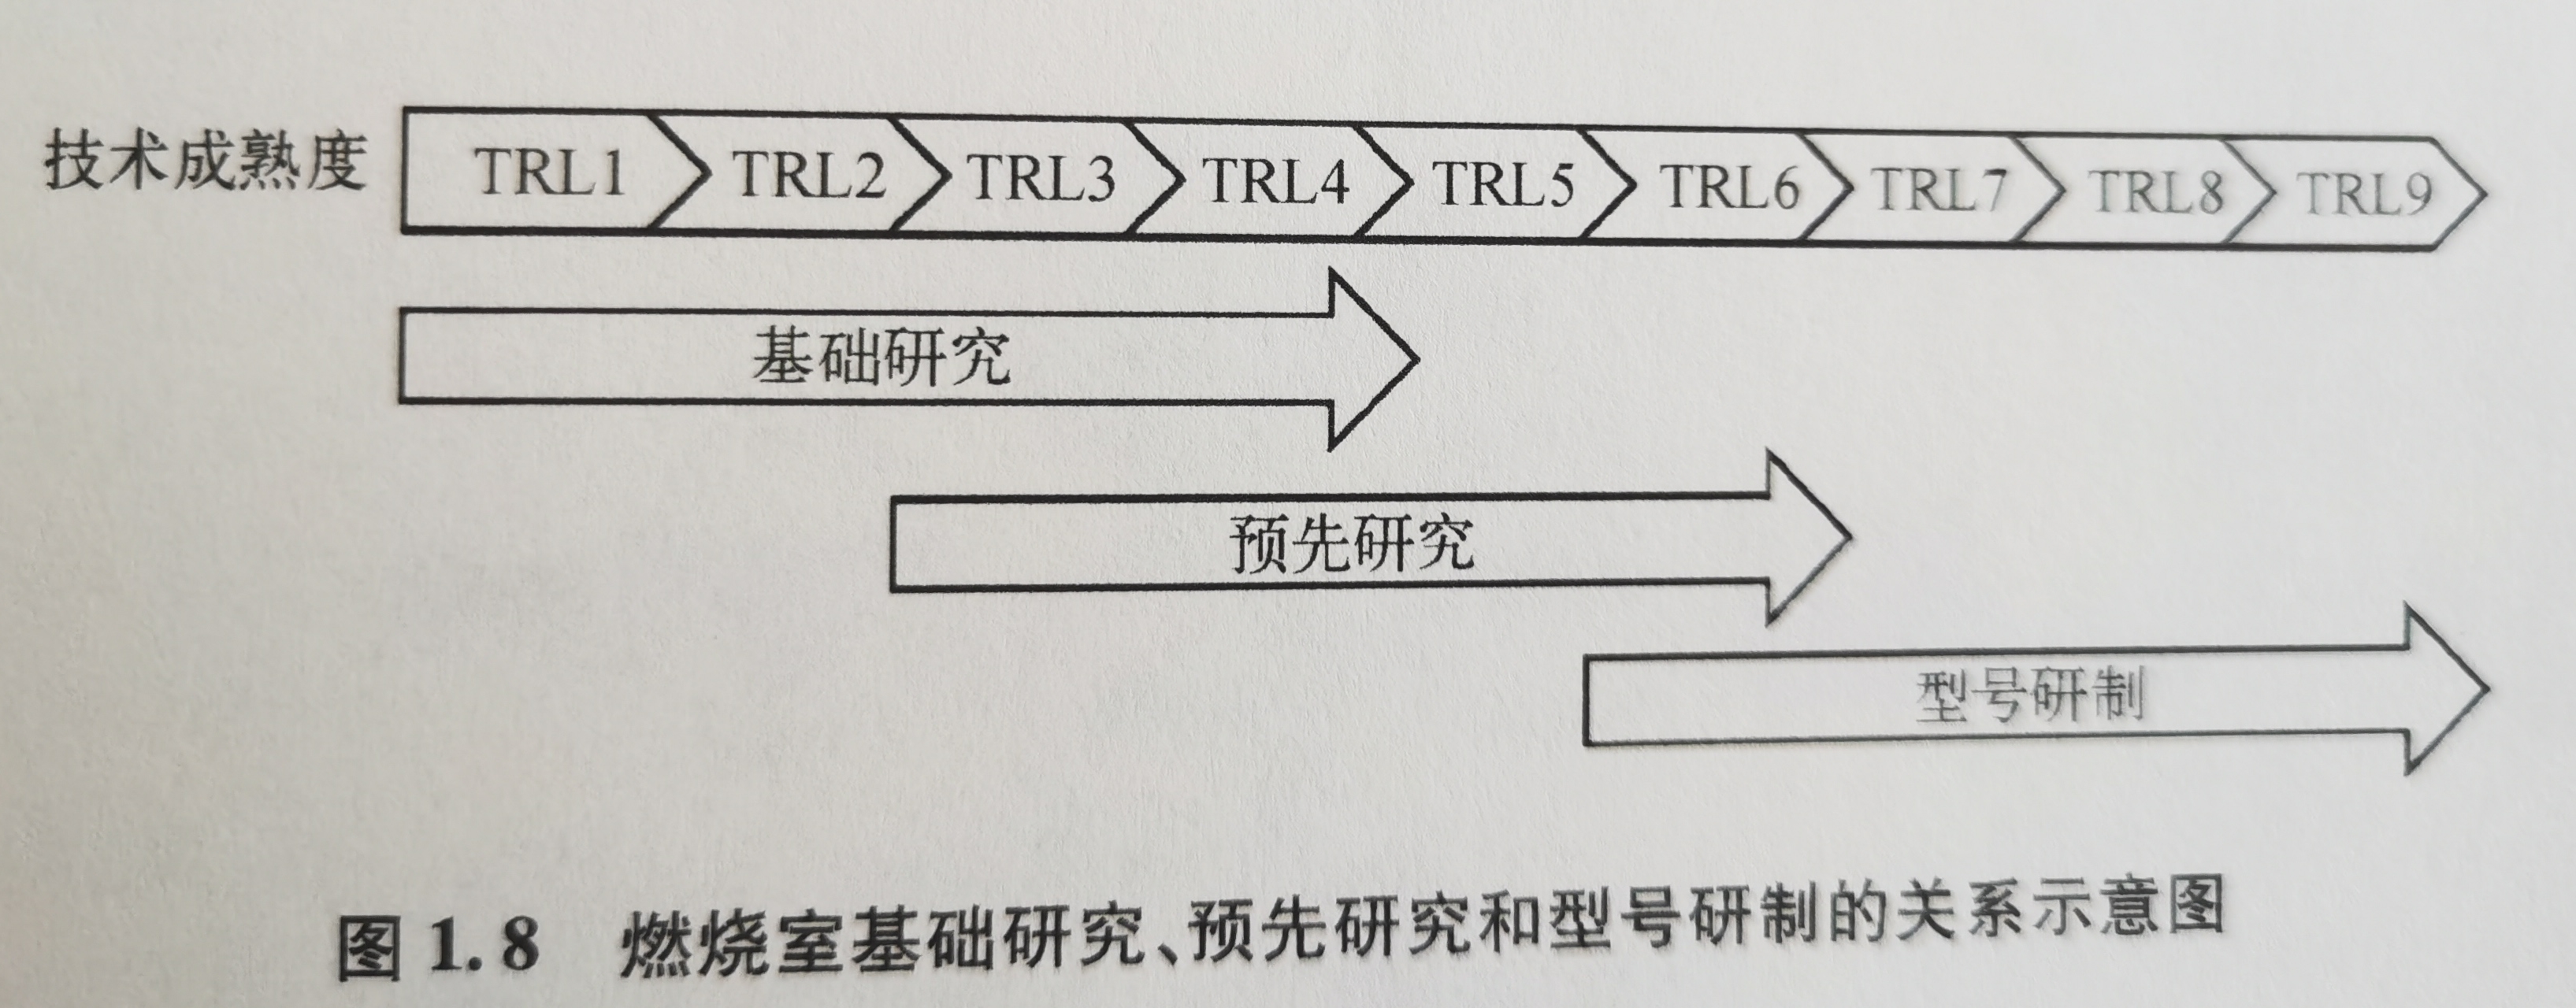 技术成熟度 TRL1 TRL2 TRL3 TRL4 TRL5 TRL6 TRL7 TRL8 TRL9
基础研究
预先研究
型号研制
图 1.8 燃烧室基础研究、预先研究和型号研制的关系示意图